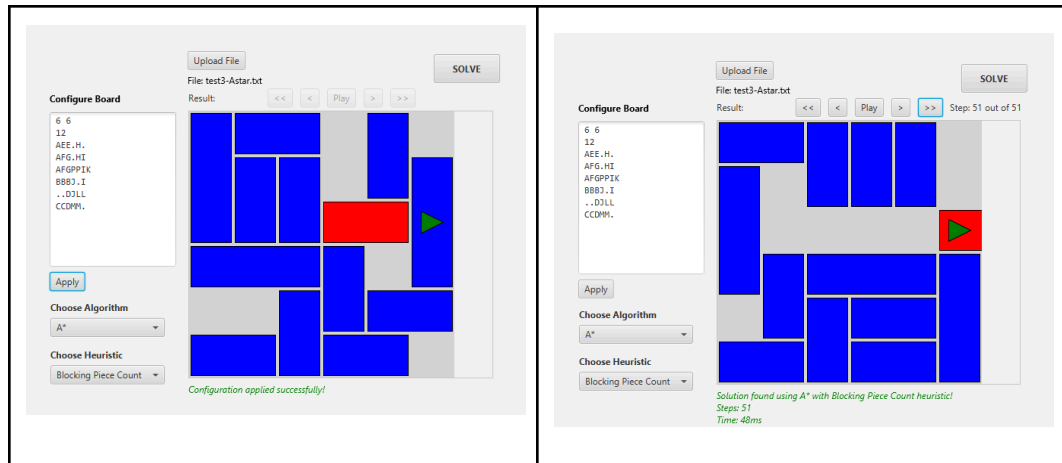 Upload File
SOLVE
File: test3-Astar.txt
Configure Board
Result:
<<
<
Play
>
>>
6 6
12
AEE.H.
AFG.HI
AFGPPIK
BBBJ.I
..DJLL
CCDMM.
Apply
Choose Algorithm
A*
Choose Heuristic
Blocking Piece Count
Configuration applied successfully!
Upload File
SOLVE
File: test3-Astar.txt
Configure Board
Result:
<<
<
Play
>
>>
Step: 51 out of 51
6 6
12
AEE.H.
AFG.HI
AFGPPIK
BBBJ.I
..DJLL
CCDMM.
Apply
Choose Algorithm
A*
Choose Heuristic
Blocking Piece Count
Solution found using A* with Blocking Piece Count heuristic!
Steps: 51
Time: 48ms